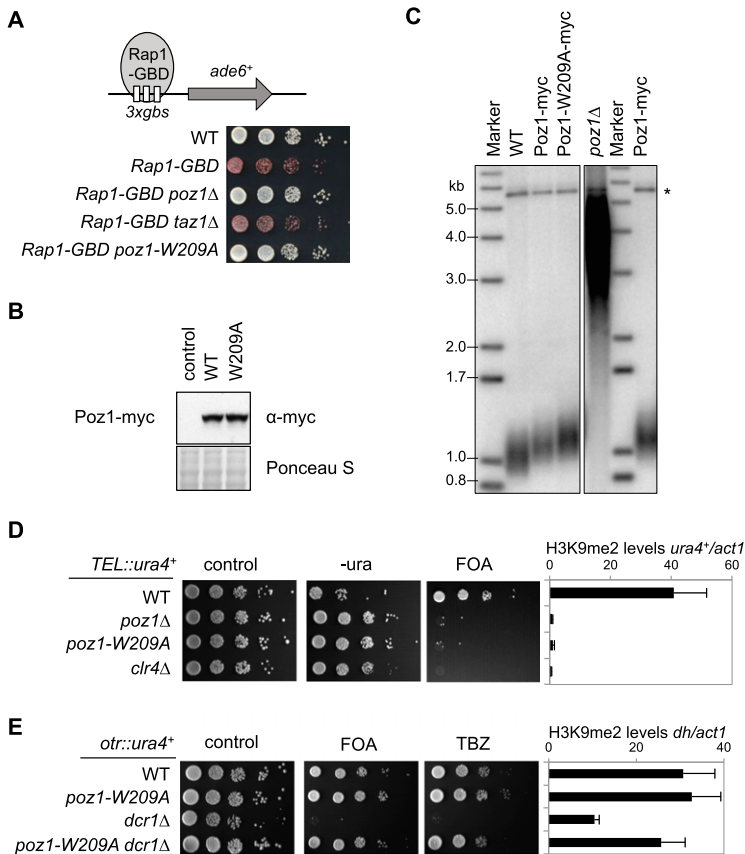 A
Rap1
-GBD
ade6+
3xgbs
WT
Rap1-GBD
Rap1-GBD poz1Δ
Rap1-GBD taz1Δ
Rap1-GBD poz1-W209A
B
control
WT
W209A
Poz1-myc
α-myc
Ponceau S
C
Marker
WT
Poz1-myc
Poz1-W209A-myc
poz1Δ
Marker
Poz1-myc
kb
*
5.0
4.0
3.0
2.0
1.7
1.0
0.8
D
TEL::ura4+
control
-ura
FOA
H3K9me2 levels ura4+/act1
0 20 40 60
WT
poz1Δ
poz1-W209A
clr4Δ
E
otr::ura4+
control
FOA
TBZ
H3K9me2 levels dh/act1
0 20 40
WT
poz1-W209A
dcr1Δ
poz1-W209A dcr1Δ